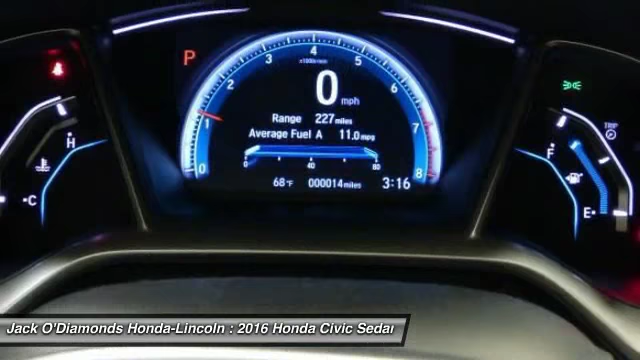 P
0 1 2 3 4 5 6 7 8
x1000r/min
0 mph
Range 227 miles
Average Fuel A 11.0 mpg
0 40 80
68°F 000014 miles 3:16
H
C
TRIP
F
E
Jack O'Diamonds Honda-Lincoln : 2016 Honda Civic Sedan